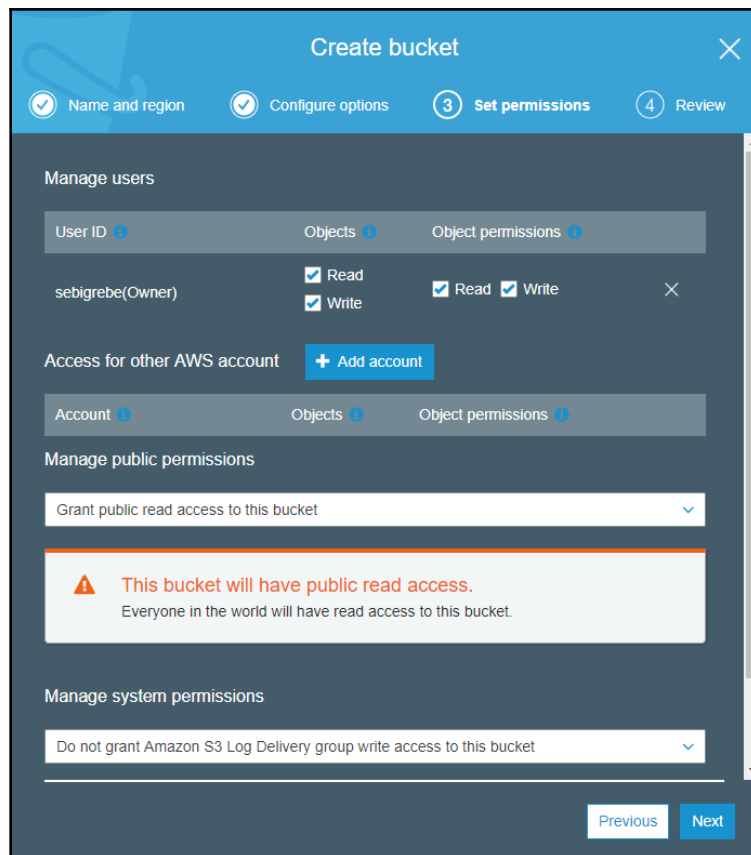 Create bucket
Name and region
Configure options
3 Set permissions
4 Review
Manage users
User ID Objects Object permissions
Read
sebigrebe(Owner) Read Write
Write
Access for other AWS account + Add account
Account Objects Object permissions
Manage public permissions
Grant public read access to this bucket
This bucket will have public read access.
Everyone in the world will have read access to this bucket.
Manage system permissions
Do not grant Amazon S3 Log Delivery group write access to this bucket
Previous Next